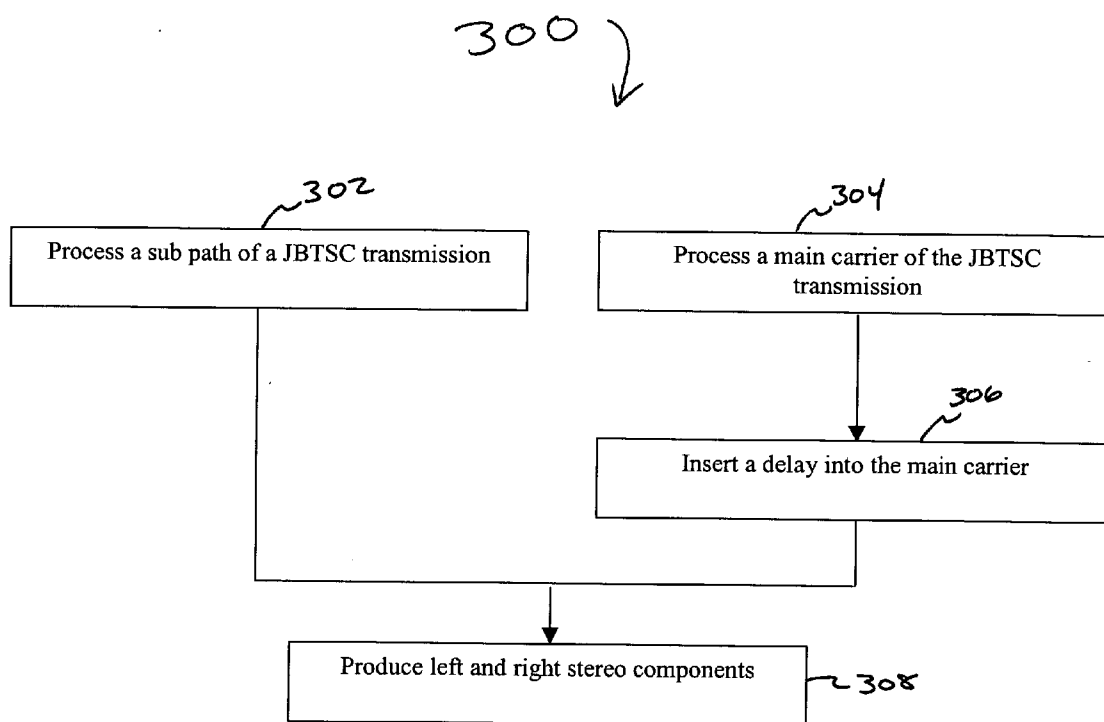 300
302
Process a sub path of a JBTSC transmission
304
Process a main carrier of the JBTSC
transmission
306
Insert a delay into the main carrier
Produce left and right stereo components
308